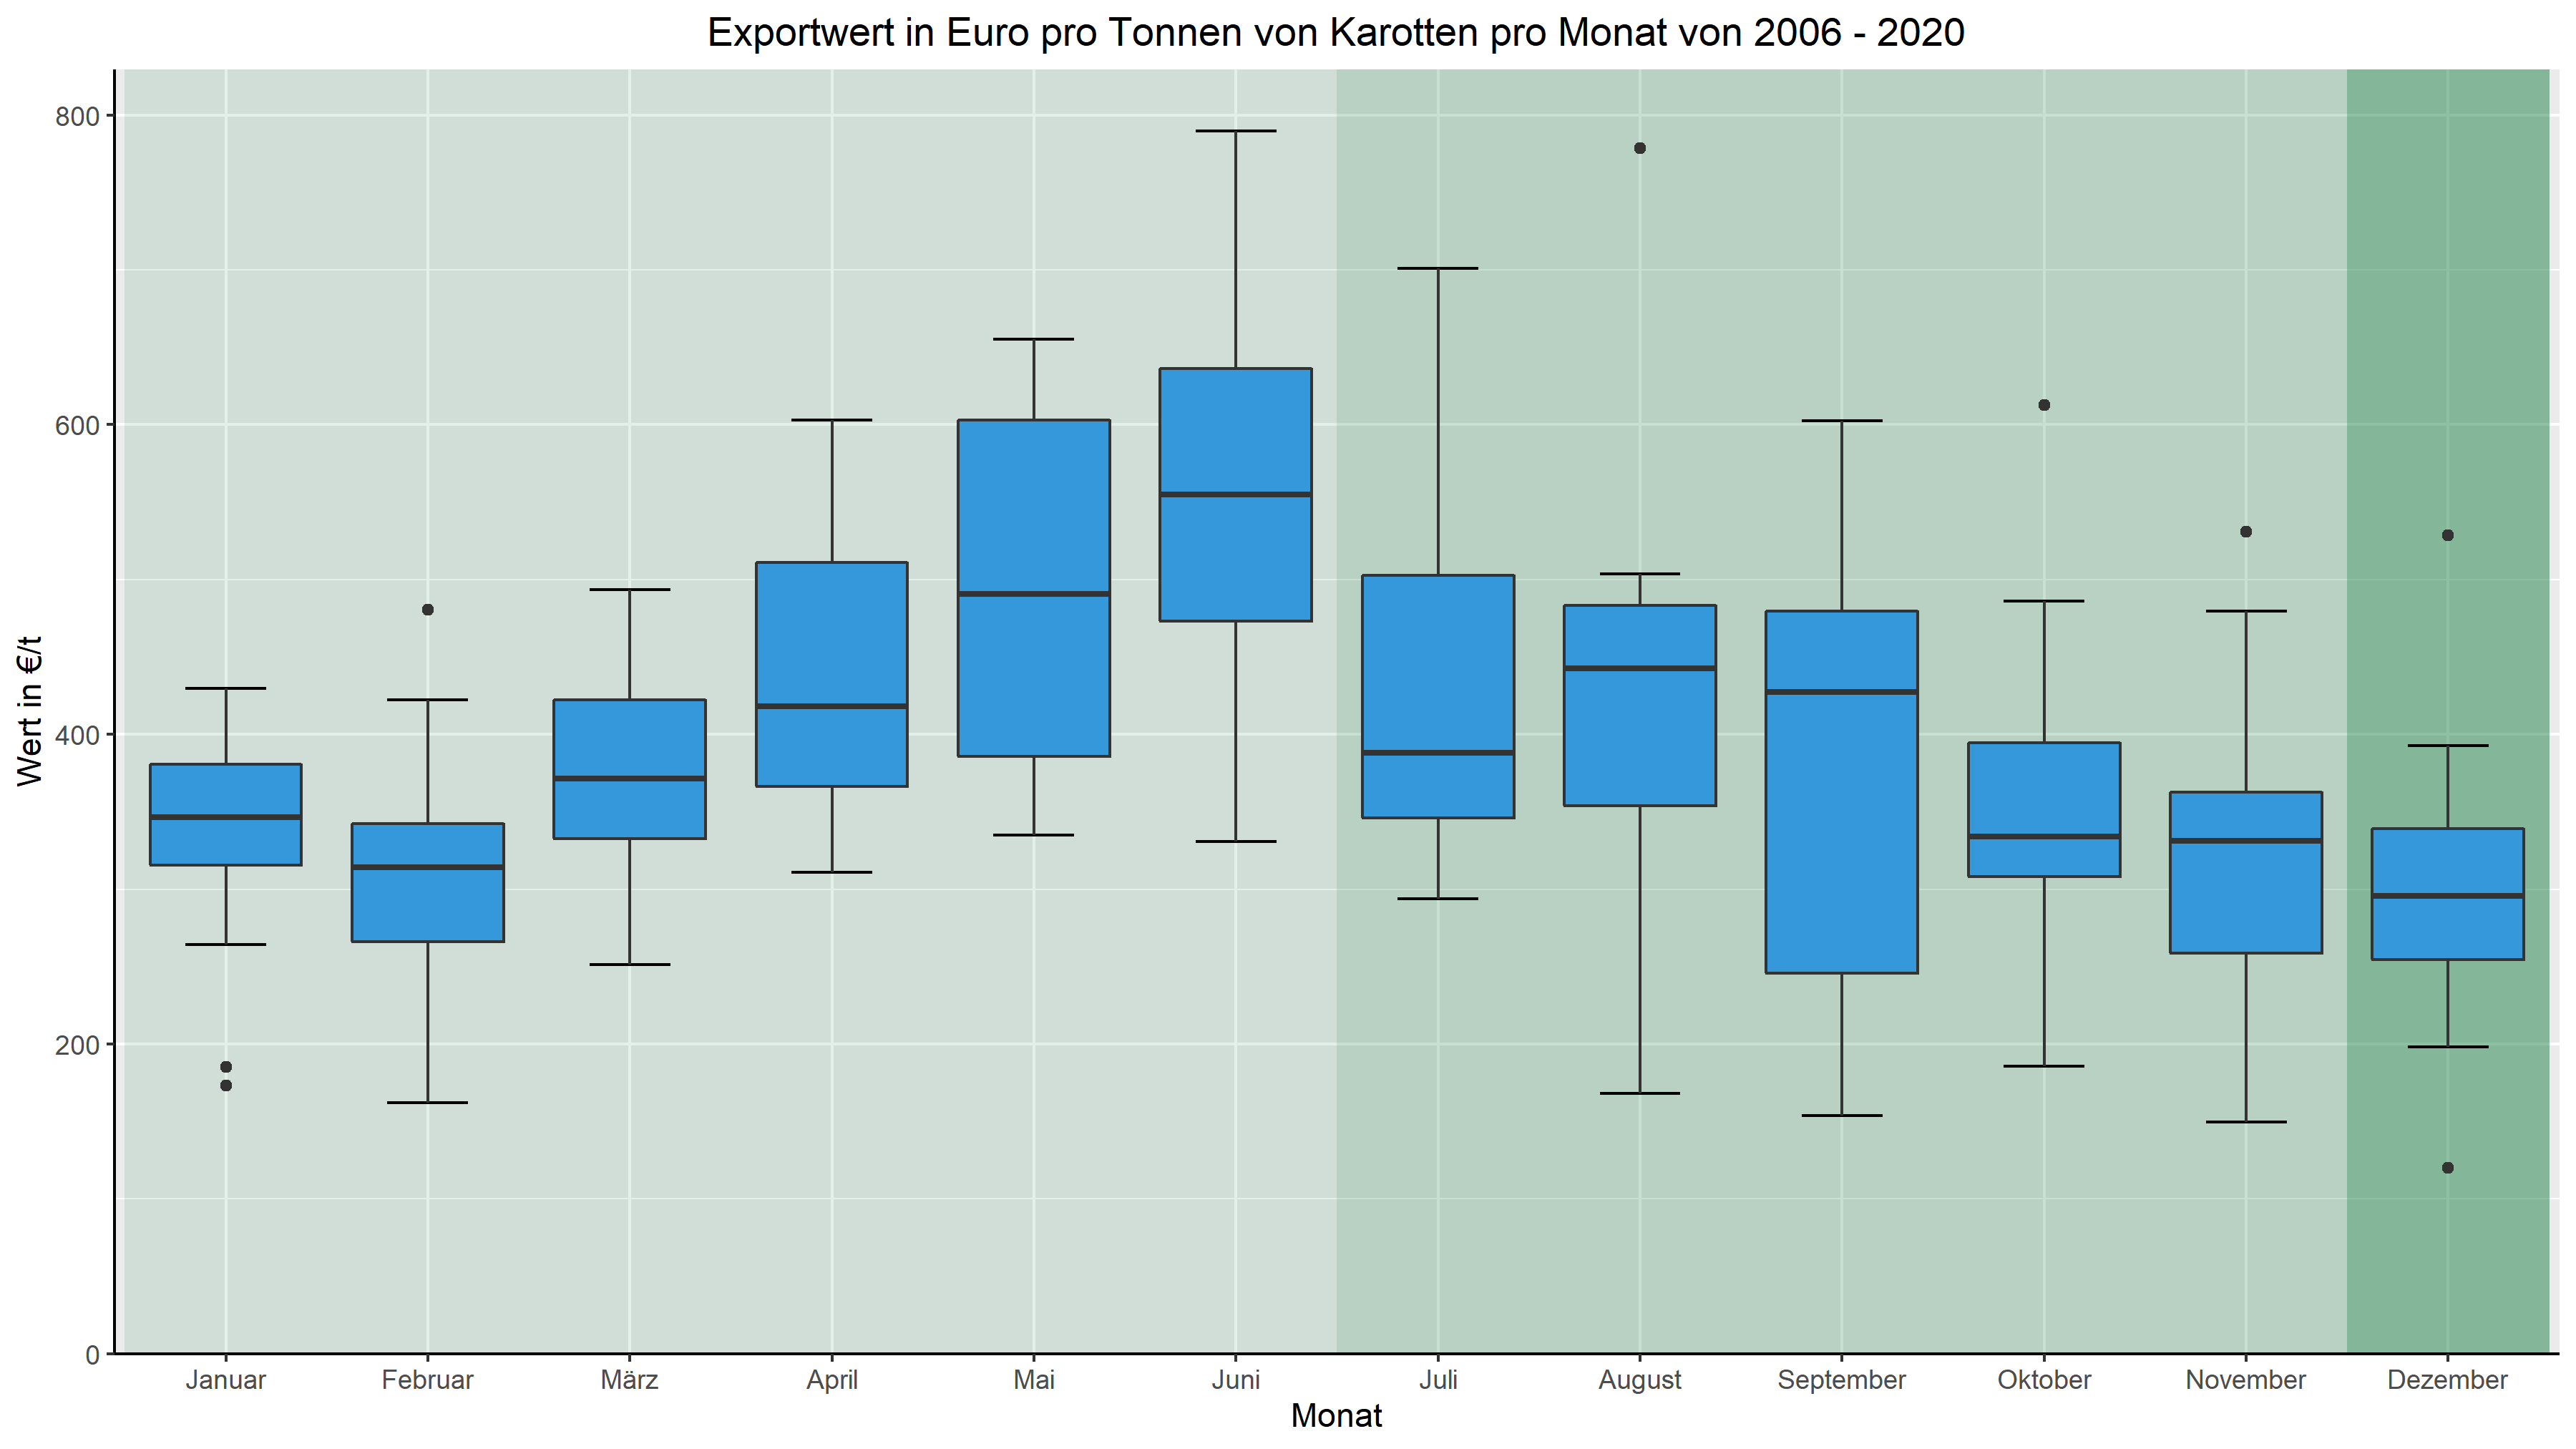 Exportwert in Euro pro Tonnen von Karotten pro Monat von 2006 - 2020
Wert in €/t
800
600
400
200
0
Januar Februar März April Mai Juni Juli August September Oktober November Dezember
Monat